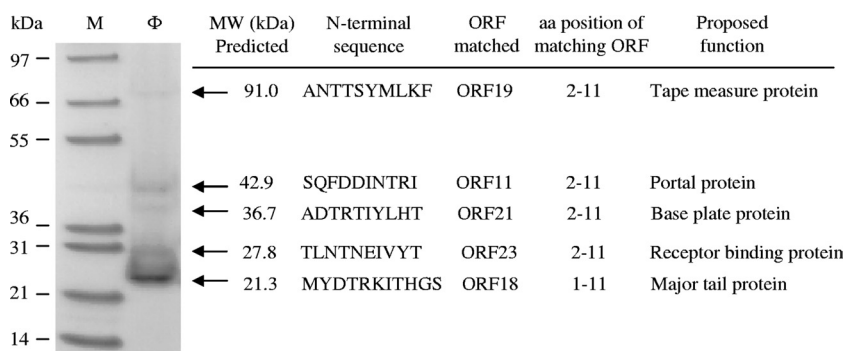 kDa M Φ MW (kDa) N-terminal ORF aa position of Proposed
Predicted sequence matched matching ORF function
97
66 91.0 ANTTSYMLKF ORF19 2-11 Tape measure protein
55
42.9 SQFDDINTRI ORF11 2-11 Portal protein
36 36.7 ADTRTIYLHT ORF21 2-11 Base plate protein
31 27.8 TLNTNEIVYT ORF23 2-11 Receptor binding protein
21 21.3 MYDTRKITHGS ORF18 1-11 Major tail protein
14